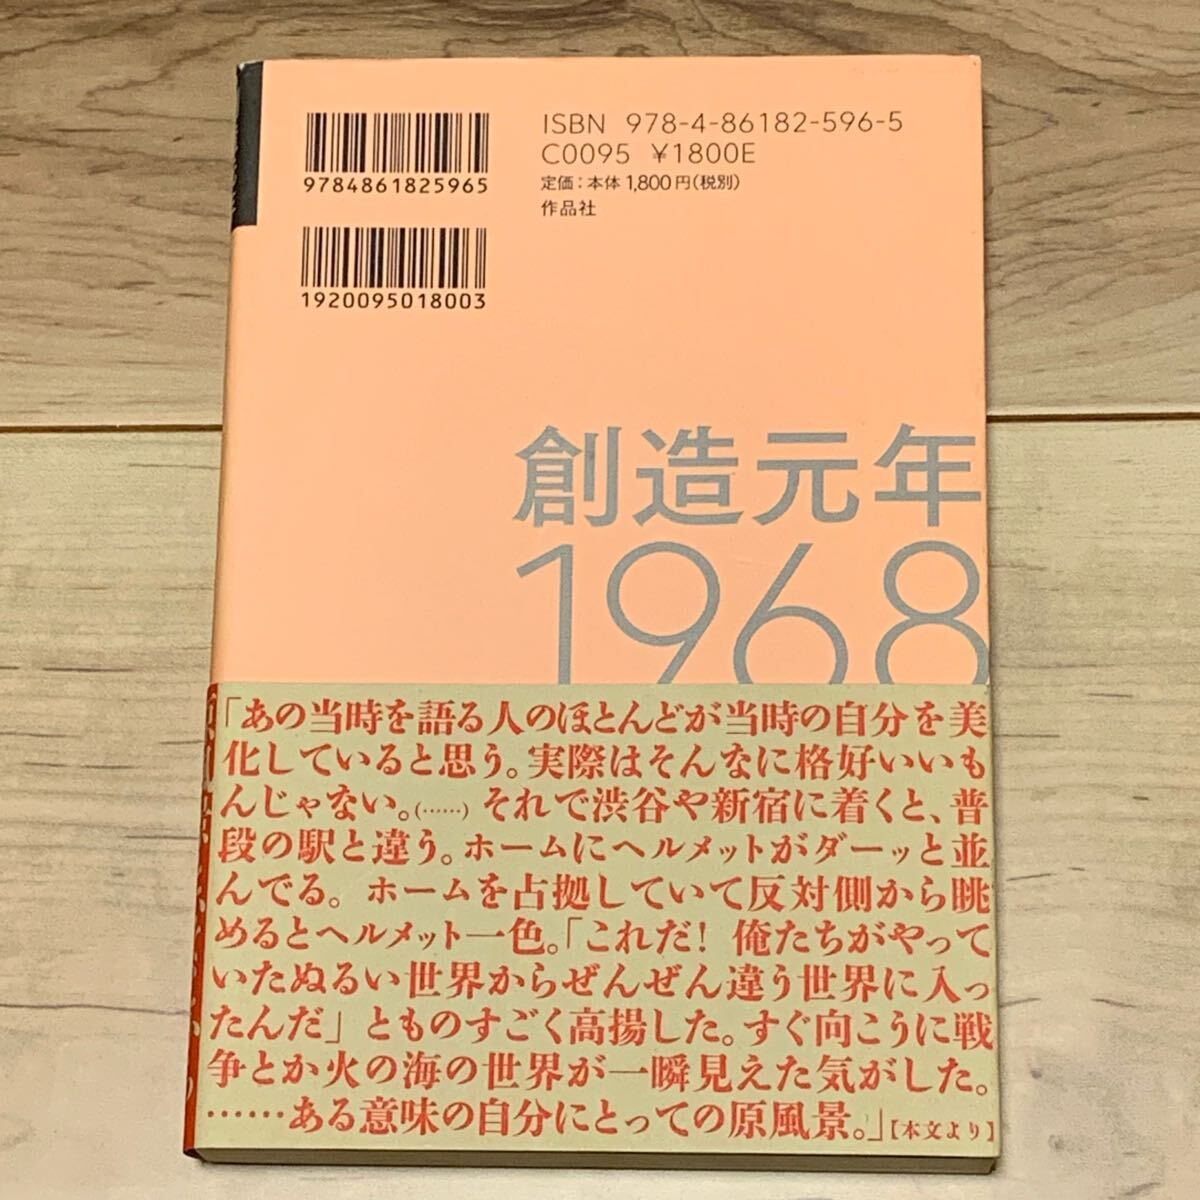 9784861825965
1920095018003
ISBN 978-4-86182-596-5
C0095 ¥1800E
定価：本体1,800円（税別）
作品社
創造元年
1968
「あの当時を語る人のほとんどが当時の自分を美
化していると思う。実際はそんなに格好いいも
んじゃない。（……）それで渋谷や新宿に着くと、普
段の駅と違う。ホームにヘルメットがダーッと並
んでる。ホームを占拠していて反対側から眺
めるとヘルメット一色。「これだ！ 俺たちがやって
いたぬるい世界からぜんぜん違う世界に入っ
たんだ」とものすごく高揚した。すぐ向こうに戦
争とか火の海の世界が一瞬見えた気がした。
……ある意味の自分にとっての原風景。」【本文より】